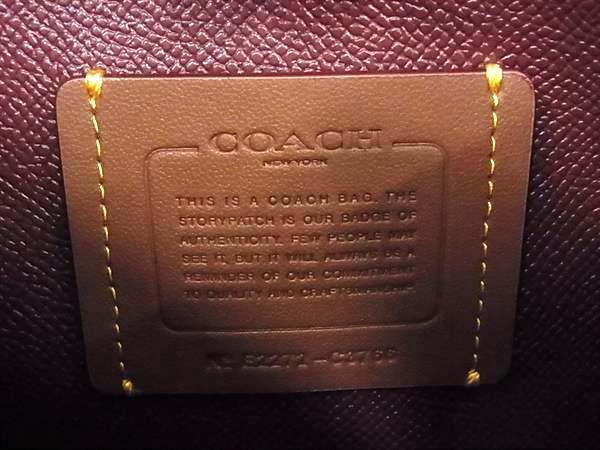 COACH
NEW YORK
THIS IS A COACH BAG. THE
STORYPATCH IS OUR BADGE OF
AUTHENTICITY. FEW PEOPLE MAY
SEE IT, BUT IT WILL ALWAYS BE A
REMINDER OF OUR COMMITMENT
TO QUALITY AND CRAFTSMANSHIP.
Nº